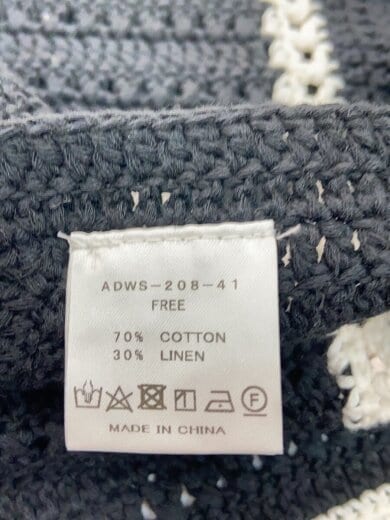 ADWS-208-41
FREE
70% COTTON
30% LINEN
MADE IN CHINA